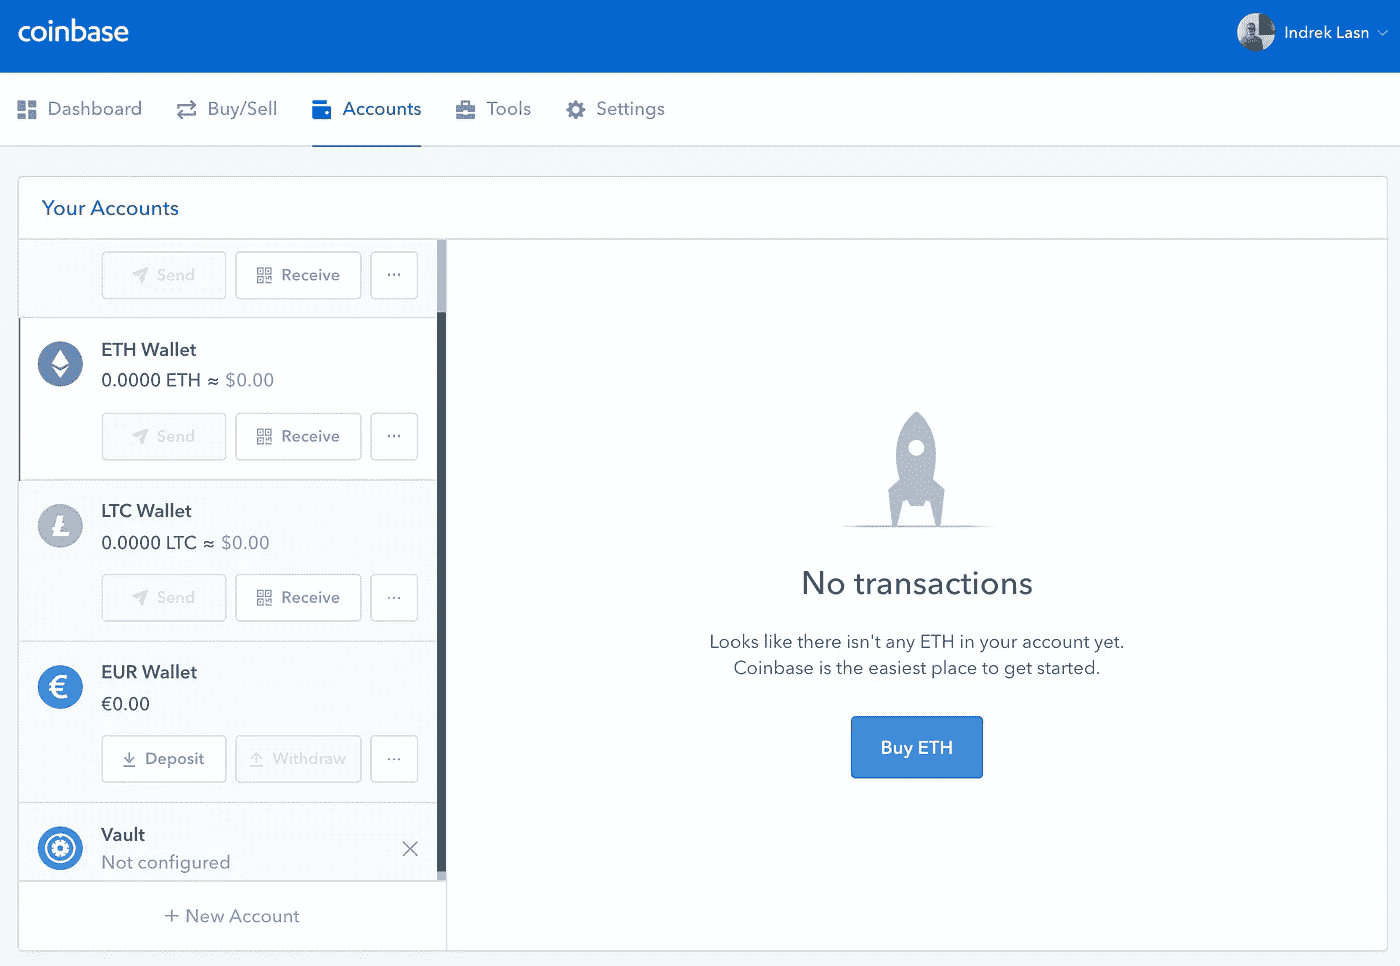 coinbase
Indrek Lasn
Dashboard
Buy/Sell
Accounts
Tools
Settings
Your Accounts
Send
Receive
...
ETH Wallet
0.0000 ETH ≈ $0.00
Send
Receive
...
LTC Wallet
0.0000 LTC ≈ $0.00
Send
Receive
...
EUR Wallet
€0.00
Deposit
Withdraw
...
Vault
Not configured
+ New Account
No transactions
Looks like there isn't any ETH in your account yet.
Coinbase is the easiest place to get started.
Buy ETH